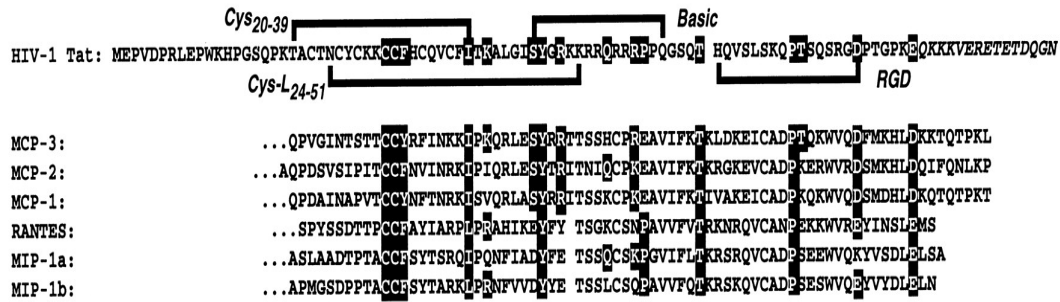 Cys20-39 Basic
HIV-1 Tat: MEPVDPRLEPWKHPGSQPKTACTNCYCKKCCFHCQVCFITKALGISYGRKKRRQRRRPPQGSQT HQVSLSKQPTSQSRGDPTGPKEQKKKVERETETDQGN
Cys-L24-51 RGD
MCP-3: ...QPVGINTSTTCCYRFINKKIPKQRLESYRRTTSSHCPREAVIFKTKLDKEICADPTQKWVQDFMKHLDKKTQTPKL
MCP-2: ...AQPDSVSIPITCCFNVINRKIPIQRLESYTRITNIQCPKEAVIFKTKRGKEVCADPKERWVRDSMKHLDQIFQNLKP
MCP-1: ...QPDAINAPVTCCYNFTNRKISVQRLASYRRITSSKCPKEAVIFKTIVAKEICADPKQKWVQDSMDHLDKQTQTPKT
RANTES: ...SPYSSDTTPCCFAYIARPLPRAHIKEYFY TSGKCSNPAVVFVTRKNRQVCANPEKKWVREYINSLEMS
MIP-1a: ...ASLAADTPTACCFSYTSRQIPQNFIADYFE TSSQCSKPGVIFLTKRSRQVCADPSEEWVQKYVSDLELSA
MIP-1b: ...APMGSDPPTACCFSYTARKLPRNFVVDYYE TSSLCSQPAVVFQTKRSKQVCADPSESWVQEYVYDLELN